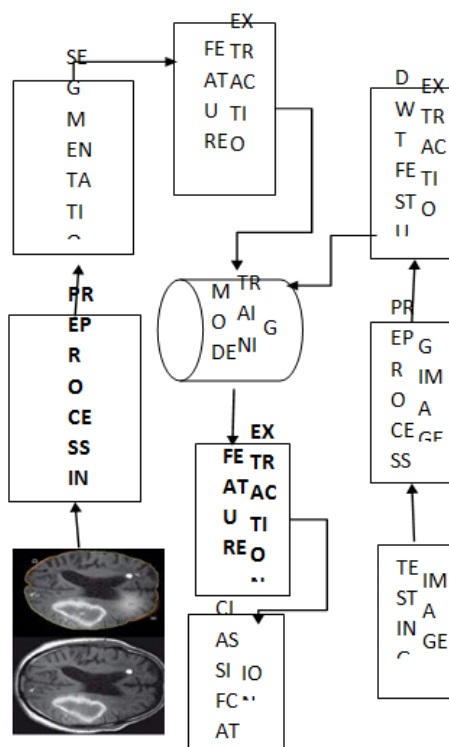 SE
G
M
EN
TA
TI
FE
AT
U
RE
EX
TR
AC
TI
O
D
W
T
FE
ST
U
EX
TR
AC
TI
O
PR
EP
R
O
CE
SS
IN
M
O
DE
TR
AI
NI
G
PR
EP
R
O
CE
SS
G
IM
A
GE
FE
AT
U
RE
EX
TR
AC
TI
O
N
TE
ST
IN
IM
A
GE
AS
SI
FC
AT
IO